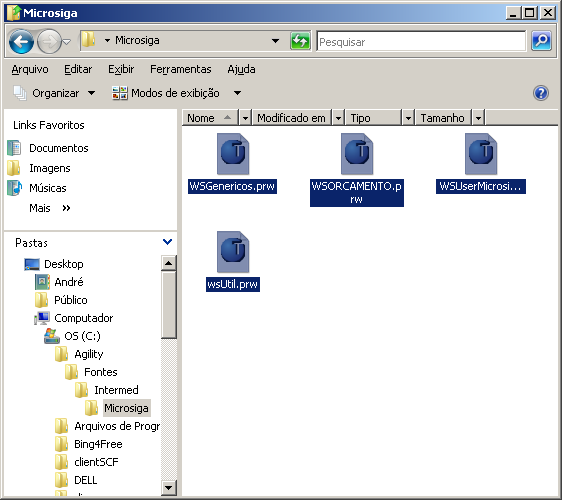 Microsiga
Microsiga
Pesquisar
Arquivo Editar Exibir Ferramentas Ajuda
Organizar Modos de exibição
Links Favoritos
Documentos
Imagens
Músicas
Mais »
Pastas
Desktop
André
Público
Computador
OS (C:)
Agility
Fontes
Intermed
Microsiga
Arquivos de Progr
Bing4Free
clientSCF
DELL
Nome Modificado em Tipo Tamanho
WSGenericos.prw
WSORCAMENTO.p
rw
WSUserMicrosi...
wsUtil.prw